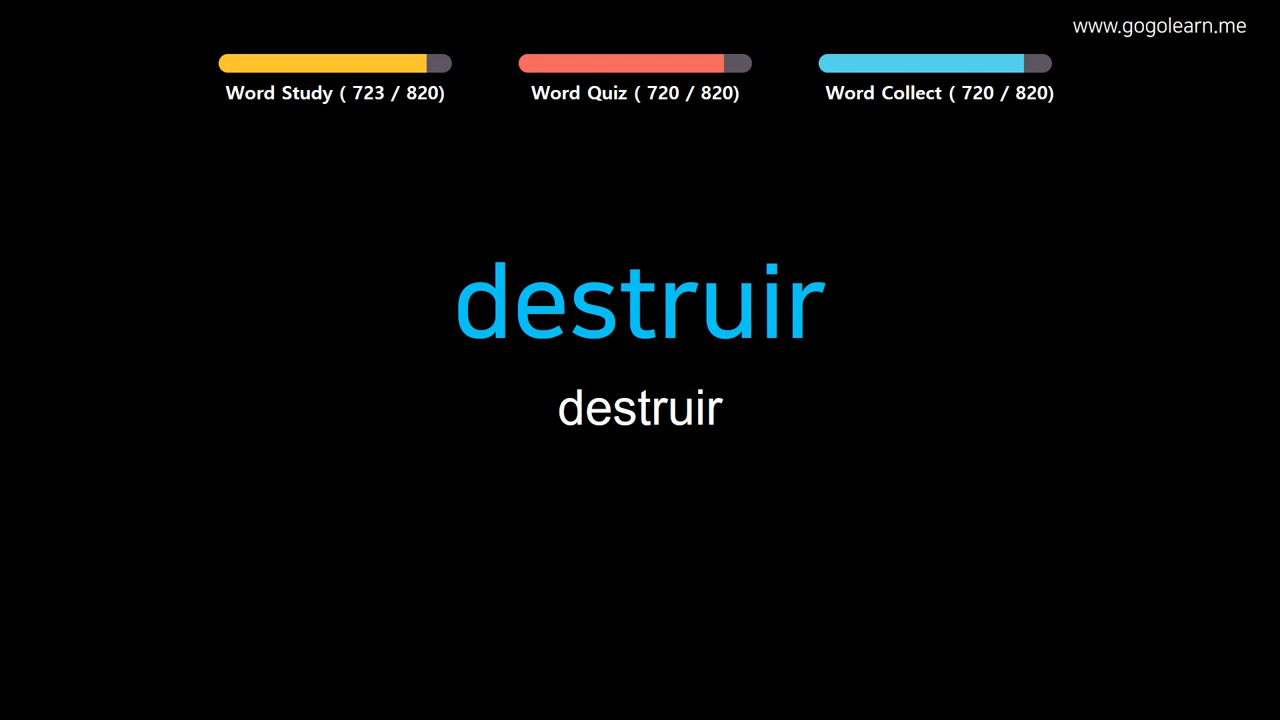 www.gogolearn.me
Word Study ( 723 / 820)
Word Quiz ( 720 / 820)
Word Collect ( 720 / 820)
destruir
destruir